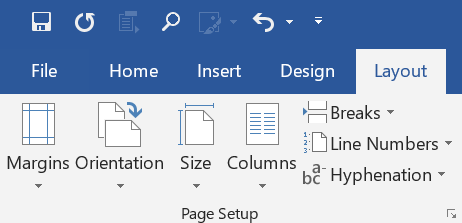 File Home Insert Design Layout
Margins Orientation Size Columns
Breaks
Line Numbers
Hyphenation
Page Setup